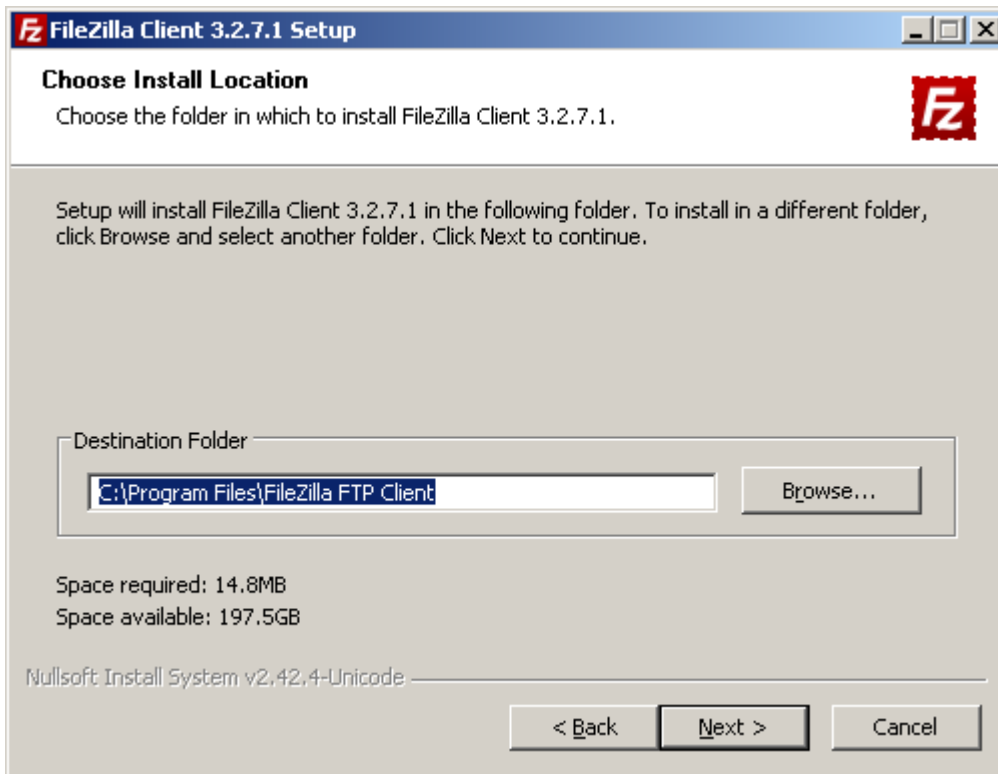 FileZilla Client 3.2.7.1 Setup
Choose Install Location
Choose the folder in which to install FileZilla Client 3.2.7.1.
Fz
Setup will install FileZilla Client 3.2.7.1 in the following folder. To install in a different folder,
click Browse and select another folder. Click Next to continue.
Destination Folder
C:\Program Files\FileZilla FTP Client
Browse...
Space required: 14.8MB
Space available: 197.5GB
Nullsoft Install System v2.42.4-Unicode
< Back
Next >
Cancel